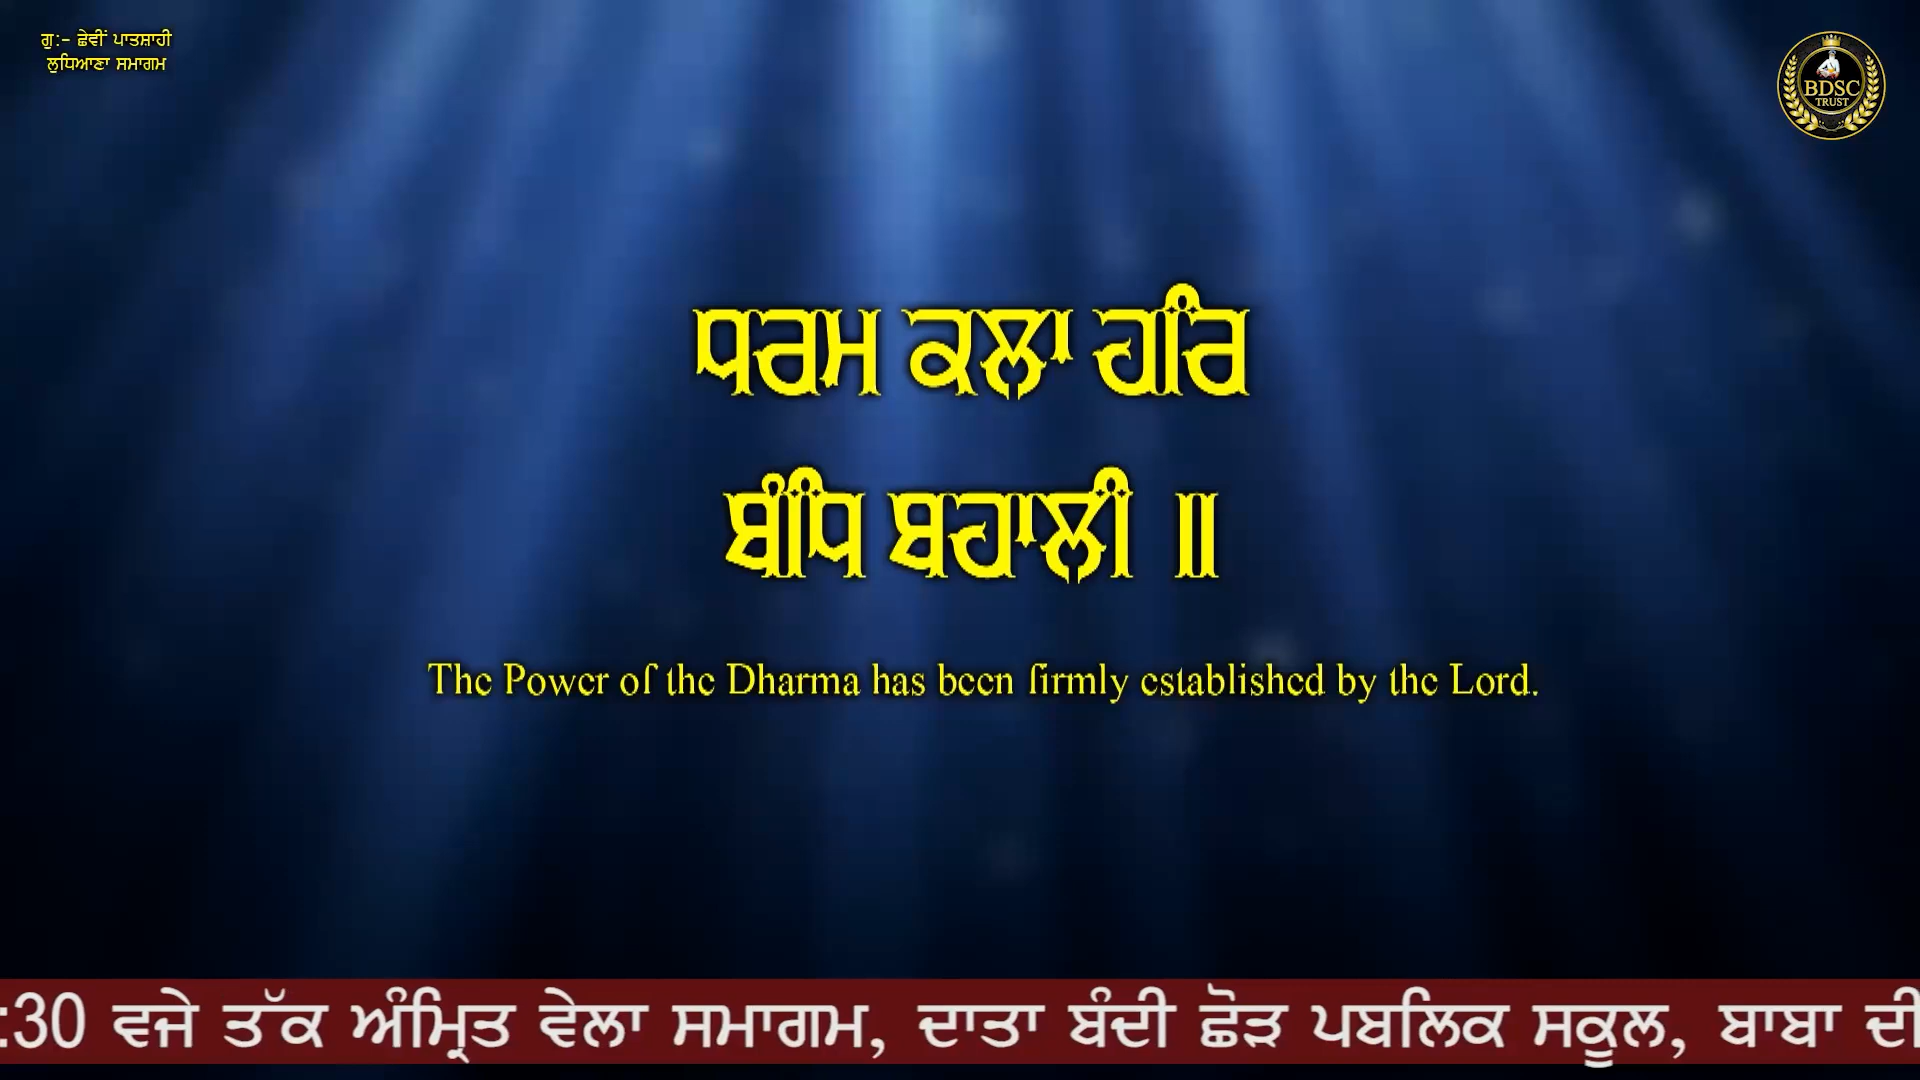 ਗੁ:- ਛੇਵੀਂ ਪਾਤਸ਼ਾਹੀ
ਲੁਧਿਆਣਾ ਸਮਾਗਮ
BDSC
TRUST
ਧਰਮ ਕਲਾ ਹਰਿ
ਬੰਧਿ ਬਹਾਲੀ ॥
The Power of the Dharma has been firmly established by the Lord.
:30 ਵਜੇ ਤੱਕ ਅੰਮ੍ਰਿਤ ਵੇਲਾ ਸਮਾਗਮ, ਦਾਤਾ ਬੰਦੀ ਛੋੜ ਪਬਲਿਕ ਸਕੂਲ, ਬਾਬਾ ਦੀ